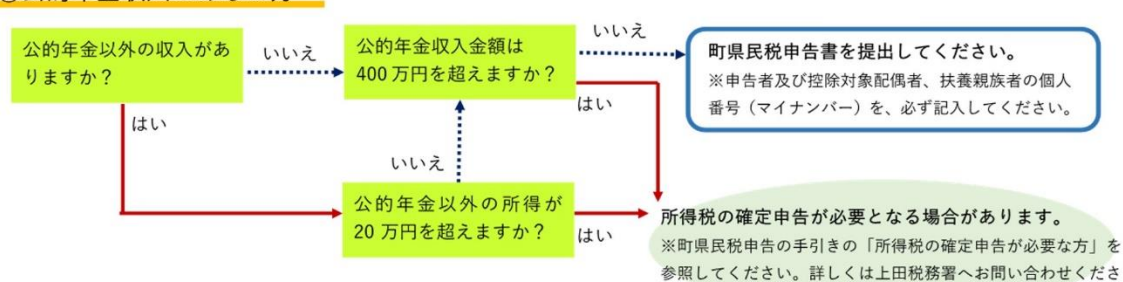 公的年金以外の収入があ
りますか？
いいえ
公的年金収入金額は
400万円を超えますか？
いいえ
町県民税申告書を提出してください。
※申告者及び控除対象配偶者、扶養親族者の個人
番号（マイナンバー）を、必ず記入してください。
はい
はい
いいえ
公的年金以外の所得が
20万円を超えますか？
はい
所得税の確定申告が必要となる場合があります。
※町県民税申告の手引きの「所得税の確定申告が必要な方」を
参照してください。詳しくは上田税務署へお問い合わせくださ